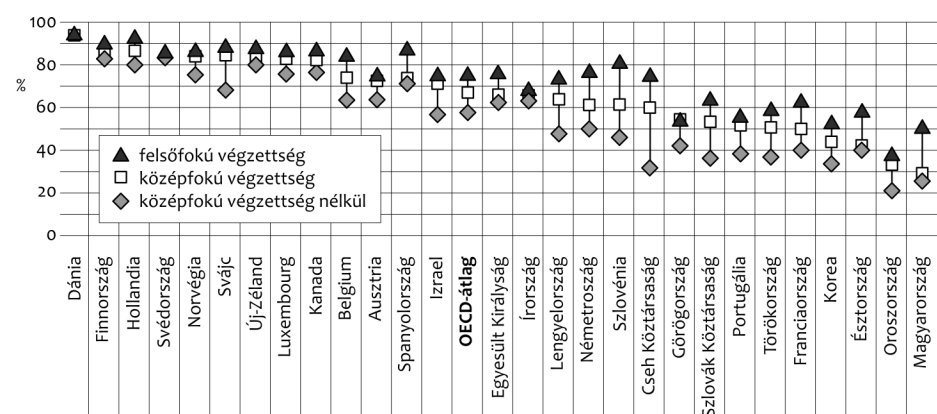 100
80
%
60
40
20
0
felsőfokú végzettség
középfokú végzettség
középfokú végzettség nélkül
Dánia
Finnország
Hollandia
Svédország
Norvégia
Svájc
Új-Zéland
Luxembourg
Kanada
Belgium
Ausztria
Spanyolország
Izrael
OECD-átlag
Egyesült Királyság
Írország
Lengyelország
Németroszág
Szlovénia
Cseh Köztársaság
Görögország
Szlovák Köztársaság
Portugália
Törökország
Franciaország
Korea
Észtország
Oroszország
Magyarország